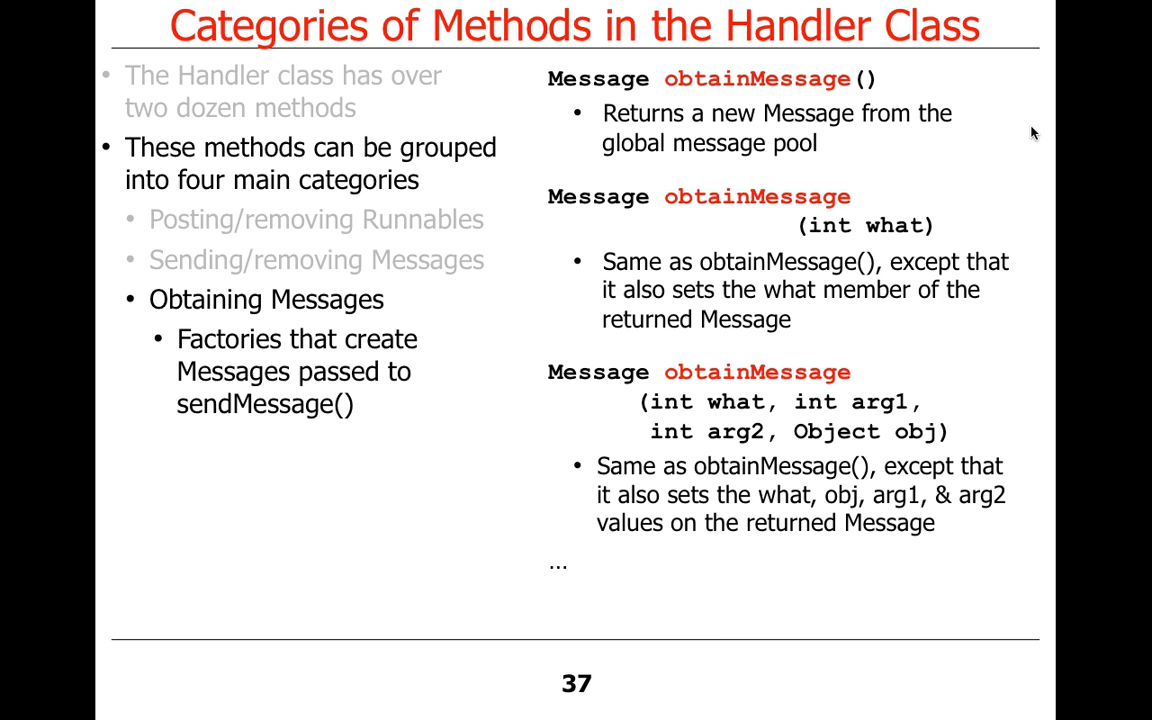 Categories of Methods in the Handler Class
• The Handler class has over
two dozen methods
• These methods can be grouped
into four main categories
• Posting/removing Runnables
• Sending/removing Messages
• Obtaining Messages
• Factories that create
Messages passed to
sendMessage()
Message obtainMessage()
• Returns a new Message from the
global message pool
Message obtainMessage
(int what)
• Same as obtainMessage(), except that
it also sets the what member of the
returned Message
Message obtainMessage
(int what, int arg1,
int arg2, Object obj)
• Same as obtainMessage(), except that
it also sets the what, obj, arg1, & arg2
values on the returned Message
...
37